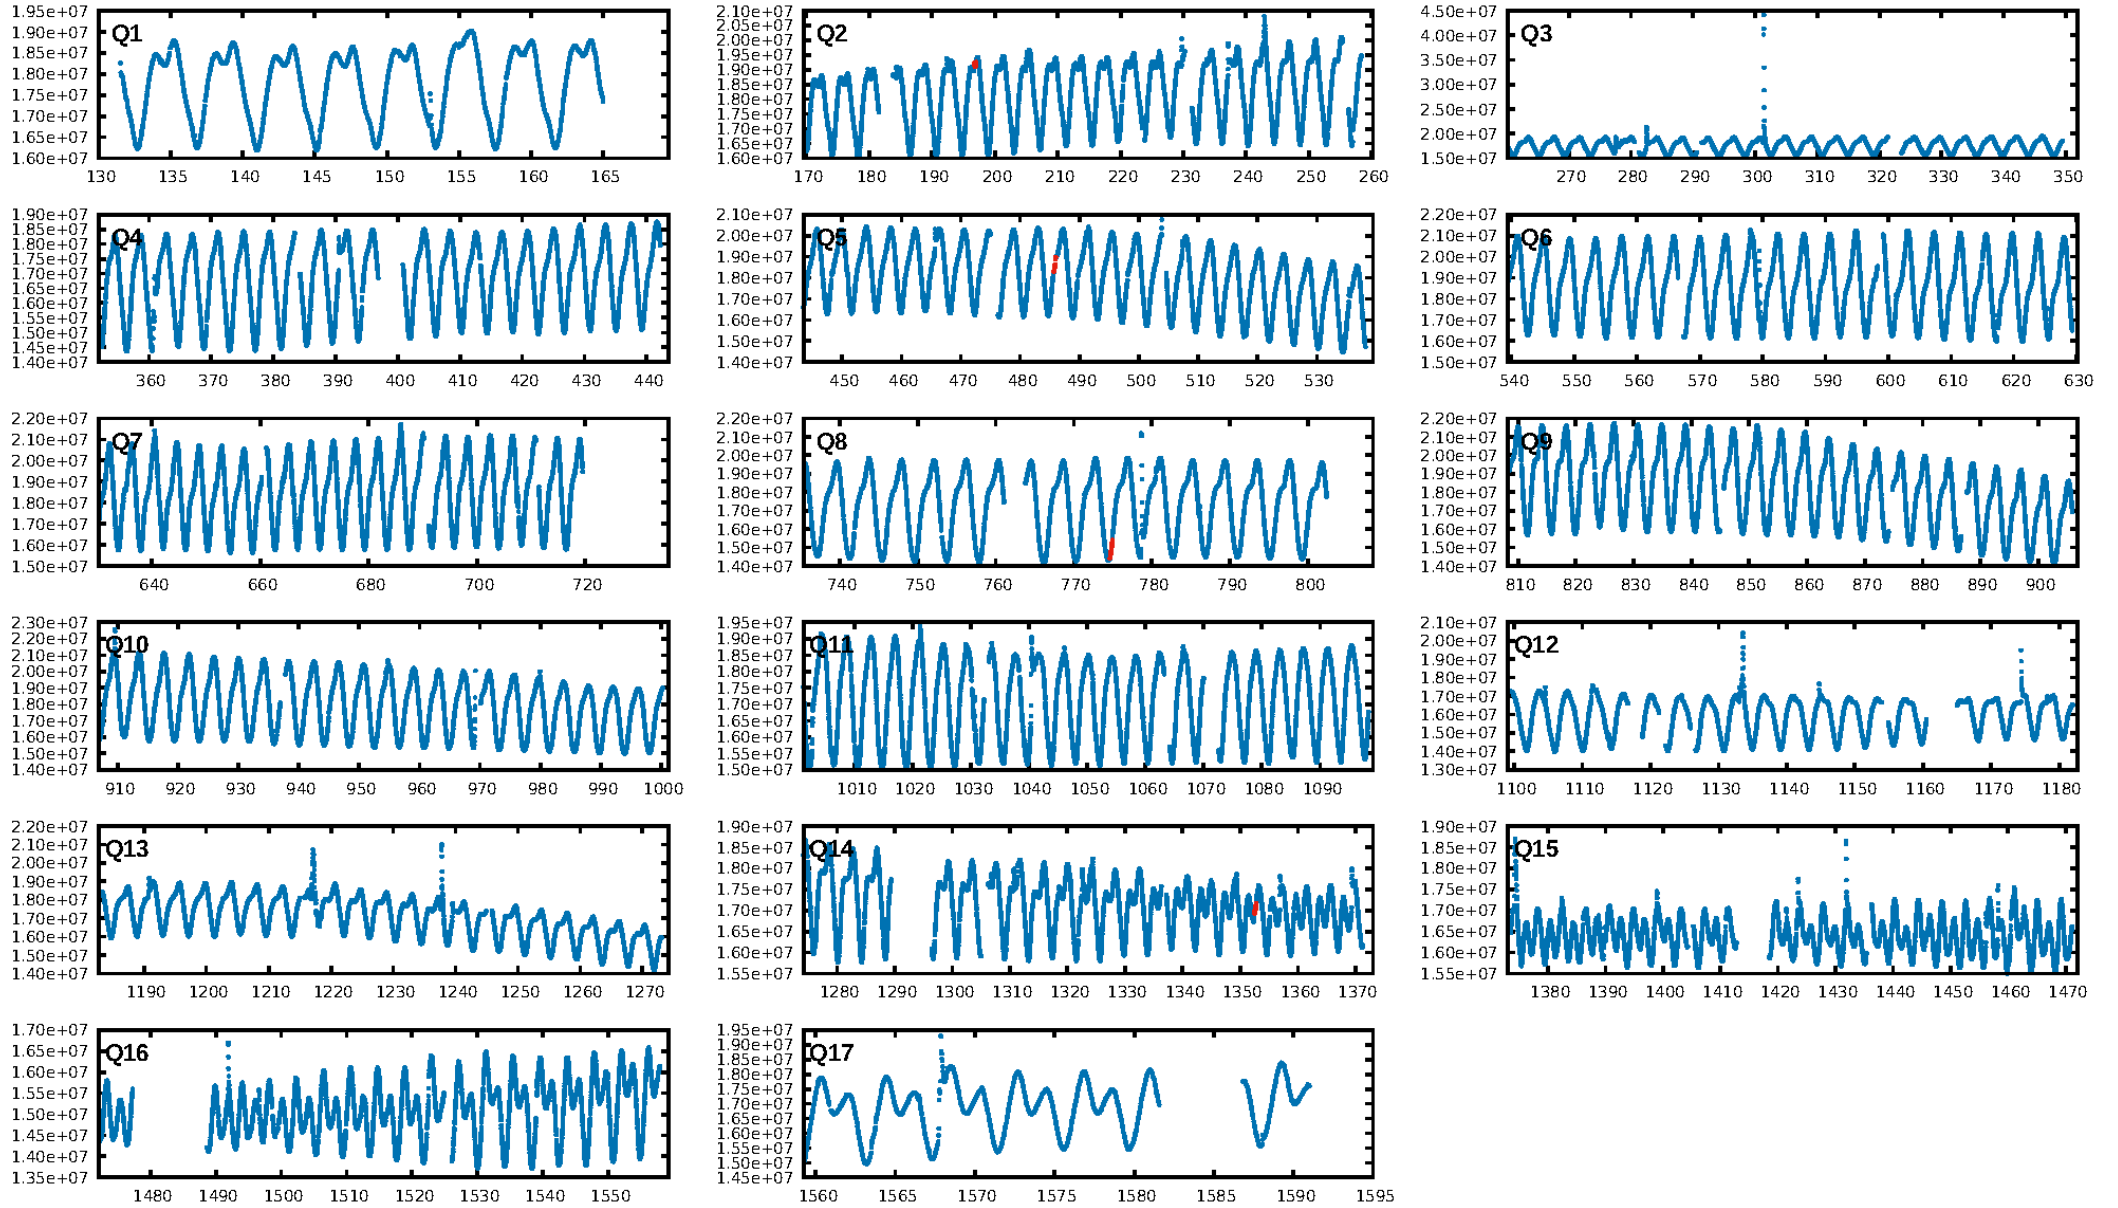 1.95e+07
1.90e+07
1.85e+07
1.80e+07
1.75e+07
1.70e+07
1.65e+07
1.60e+07
Q1
130 135 140 145 150 155 160 165
2.10e+07
2.05e+07
2.00e+07
1.95e+07
1.90e+07
1.85e+07
1.80e+07
1.75e+07
1.70e+07
1.65e+07
1.60e+07
Q2
170 180 190 200 210 220 230 240 250 260
4.50e+07
4.00e+07
3.50e+07
3.00e+07
2.50e+07
2.00e+07
1.50e+07
Q3
270 280 290 300 310 320 330 340 350
1.90e+07
1.85e+07
1.80e+07
1.75e+07
1.70e+07
1.65e+07
1.60e+07
1.55e+07
1.50e+07
1.45e+07
1.40e+07
Q4
360 370 380 390 400 410 420 430 440
2.10e+07
2.00e+07
1.90e+07
1.80e+07
1.70e+07
1.60e+07
1.50e+07
1.40e+07
Q5
450 460 470 480 490 500 510 520 530
2.20e+07
2.10e+07
2.00e+07
1.90e+07
1.80e+07
1.70e+07
1.60e+07
1.50e+07
Q6
540 550 560 570 580 590 600 610 620 630
2.20e+07
2.10e+07
2.00e+07
1.90e+07
1.80e+07
1.70e+07
1.60e+07
1.50e+07
Q7
640 660 680 700 720
2.20e+07
2.10e+07
2.00e+07
1.90e+07
1.80e+07
1.70e+07
1.60e+07
1.50e+07
1.40e+07
Q8
740 750 760 770 780 790 800
2.20e+07
2.10e+07
2.00e+07
1.90e+07
1.80e+07
1.70e+07
1.60e+07
1.50e+07
1.40e+07
Q9
810 820 830 840 850 860 870 880 890 900
2.30e+07
2.20e+07
2.10e+07
2.00e+07
1.90e+07
1.80e+07
1.70e+07
1.60e+07
1.50e+07
1.40e+07
Q10
910 920 930 940 950 960 970 980 990 1000
1.95e+07
1.90e+07
1.85e+07
1.80e+07
1.75e+07
1.70e+07
1.65e+07
1.60e+07
1.55e+07
1.50e+07
Q11
1010 1020 1030 1040 1050 1060 1070 1080 1090
2.10e+07
2.00e+07
1.90e+07
1.80e+07
1.70e+07
1.60e+07
1.50e+07
1.40e+07
1.30e+07
Q12
1100 1110 1120 1130 1140 1150 1160 1170 1180
2.20e+07
2.10e+07
2.00e+07
1.90e+07
1.80e+07
1.70e+07
1.60e+07
1.50e+07
1.40e+07
Q13
1190 1200 1210 1220 1230 1240 1250 1260 1270
1.90e+07
1.85e+07
1.80e+07
1.75e+07
1.70e+07
1.65e+07
1.60e+07
1.55e+07
Q14
1280 1290 1300 1310 1320 1330 1340 1350 1360 1370
1.90e+07
1.85e+07
1.80e+07
1.75e+07
1.70e+07
1.65e+07
1.60e+07
1.55e+07
Q15
1380 1390 1400 1410 1420 1430 1440 1450 1460 1470
1.70e+07
1.65e+07
1.60e+07
1.55e+07
1.50e+07
1.45e+07
1.40e+07
1.35e+07
Q16
1480 1490 1500 1510 1520 1530 1540 1550
1.95e+07
1.90e+07
1.85e+07
1.80e+07
1.75e+07
1.70e+07
1.65e+07
1.60e+07
1.55e+07
1.50e+07
1.45e+07
Q17
1560 1565 1570 1575 1580 1585 1590 1595